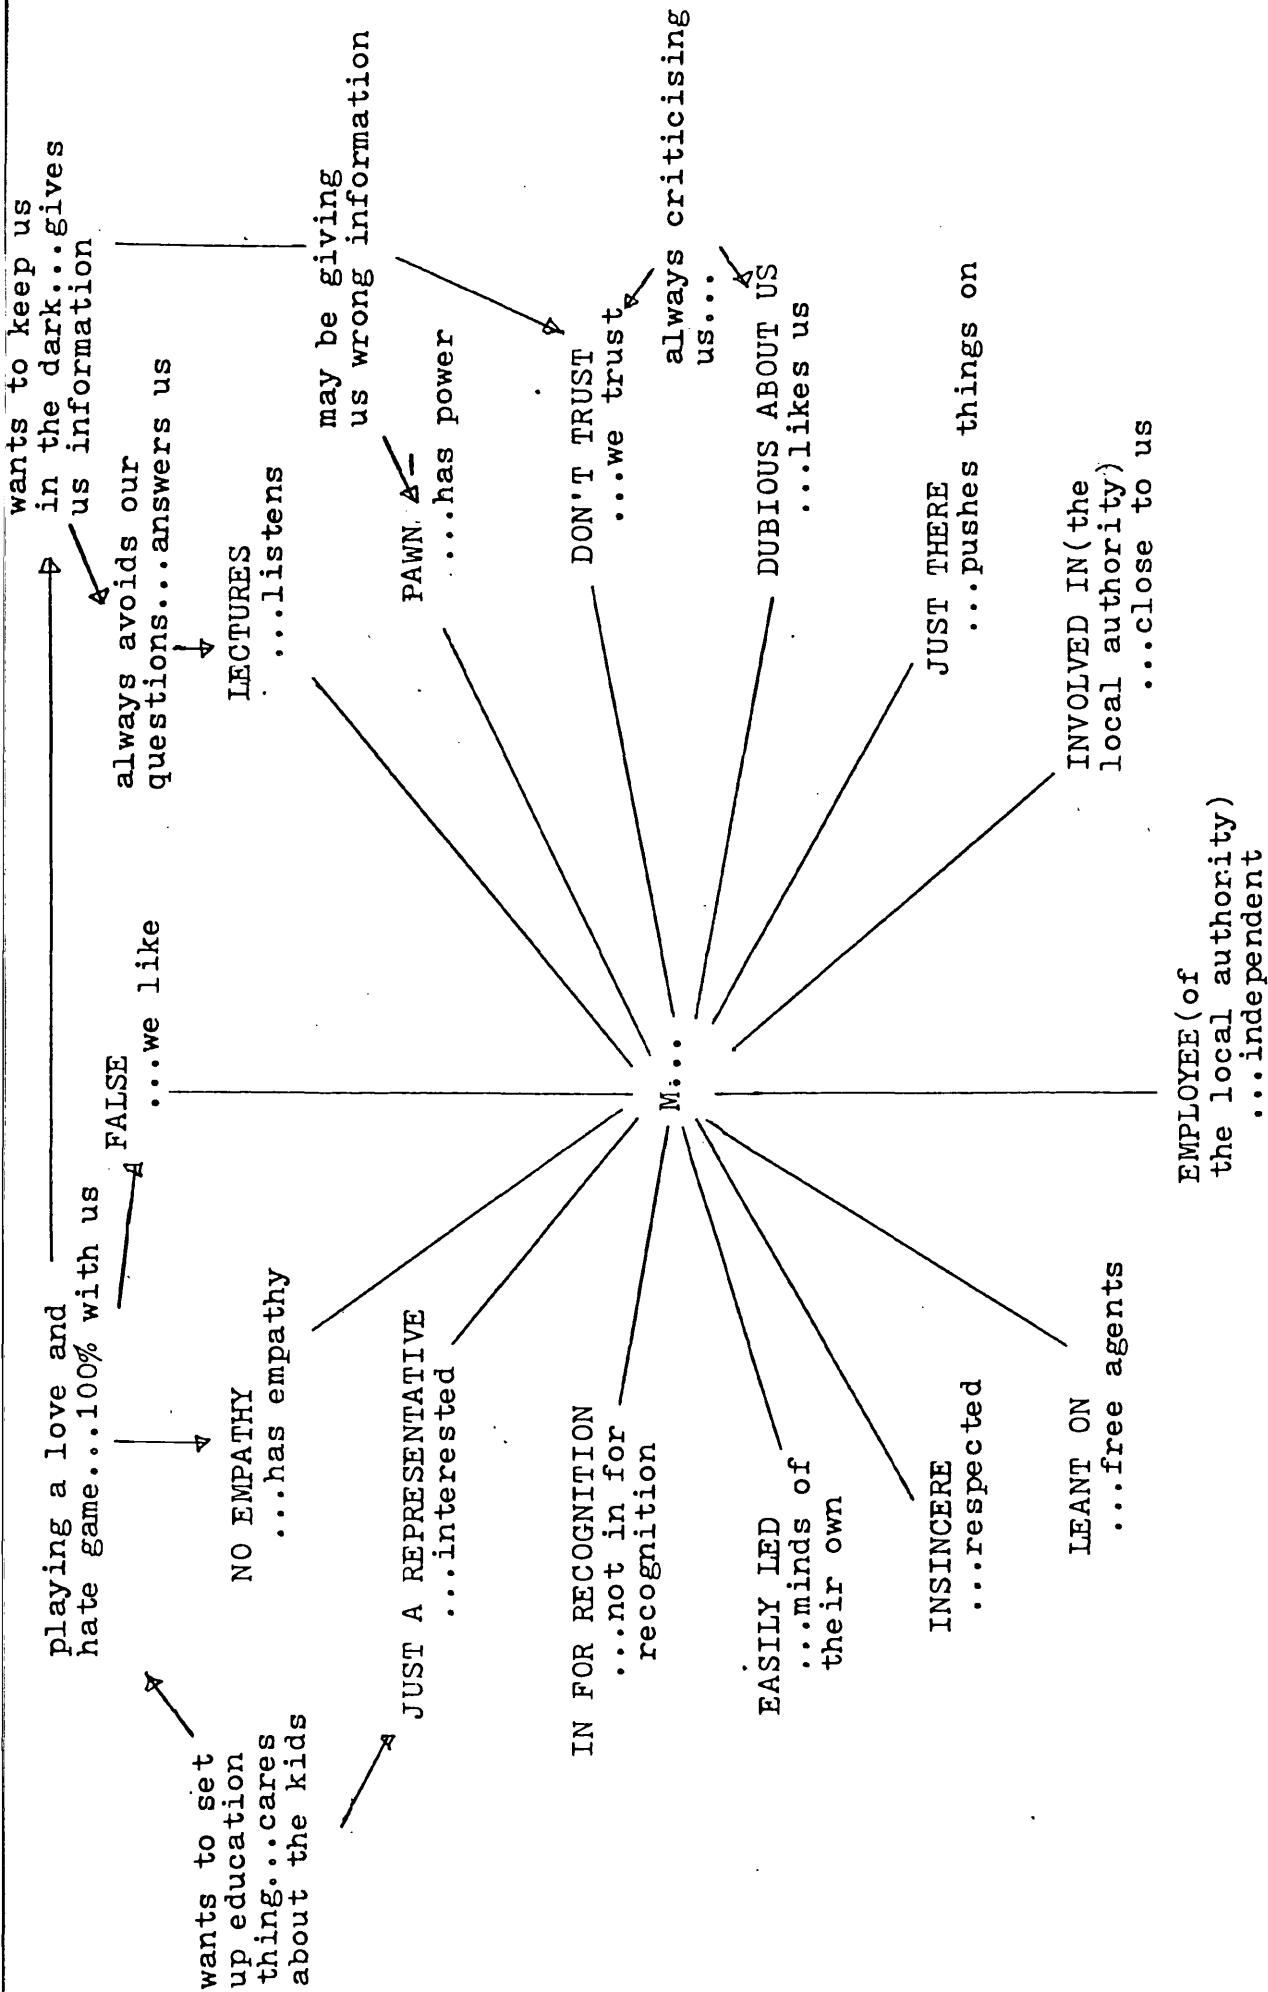 wants to set
up education
thing...cares
about the kids
playing a love and
hate game...100% with us
wants to keep us
in the dark...gives
us information
always avoids our
questions...answers us
may be giving
us wrong information
always criticising
us...
FALSE
...we like
LECTURES
...listens
PAWN
...has power
DON'T TRUST
...we trust
DUBIOUS ABOUT US
...likes us
JUST THERE
...pushes things on
INVOLVED IN(the
local authority)
...close to us
EMPLOYEE(of
the local authority)
...independent
LEANT ON
...free agents
INSINCERE
...respected
EASILY LED
...minds of
their own
IN FOR RECOGNITION
...not in for
recognition
JUST A REPRESENTATIVE
...interested
NO EMPATHY
...has empathy
M...